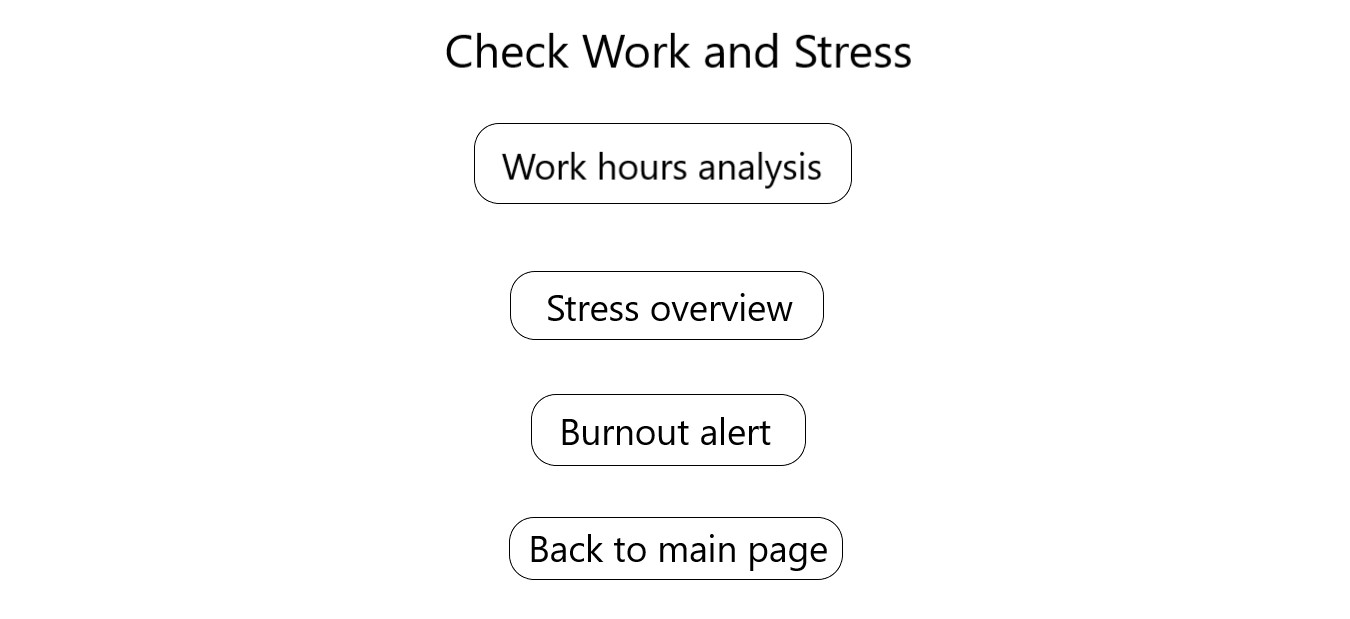 Check Work and Stress
Work hours analysis
Stress overview
Burnout alert
Back to main page